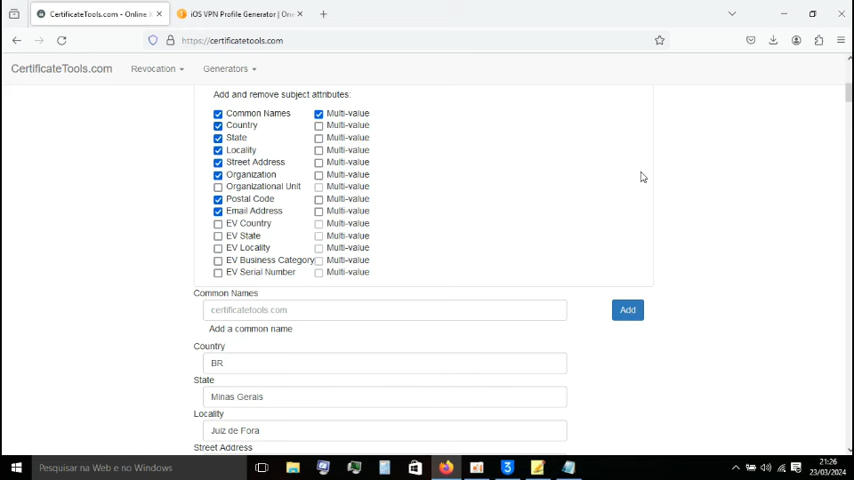 CertificateTools.com - Online X
iOS VPN Profile Generator | One
https://certificatetools.com
CertificateTools.com
Revocation
Generators
Add and remove subject attributes:
Common Names Multi-value
Country Multi-value
State Multi-value
Locality Multi-value
Street Address Multi-value
Organization Multi-value
Organizational Unit Multi-value
Postal Code Multi-value
Email Address Multi-value
EV Country Multi-value
EV State Multi-value
EV Locality Multi-value
EV Business Category Multi-value
EV Serial Number Multi-value
Common Names
certificatetools.com
Add
Add a common name
Country
BR
State
Minas Gerais
Locality
Juiz de Fora
Street Address
Pesquisar na Web e no Windows
21:26
23/03/2024